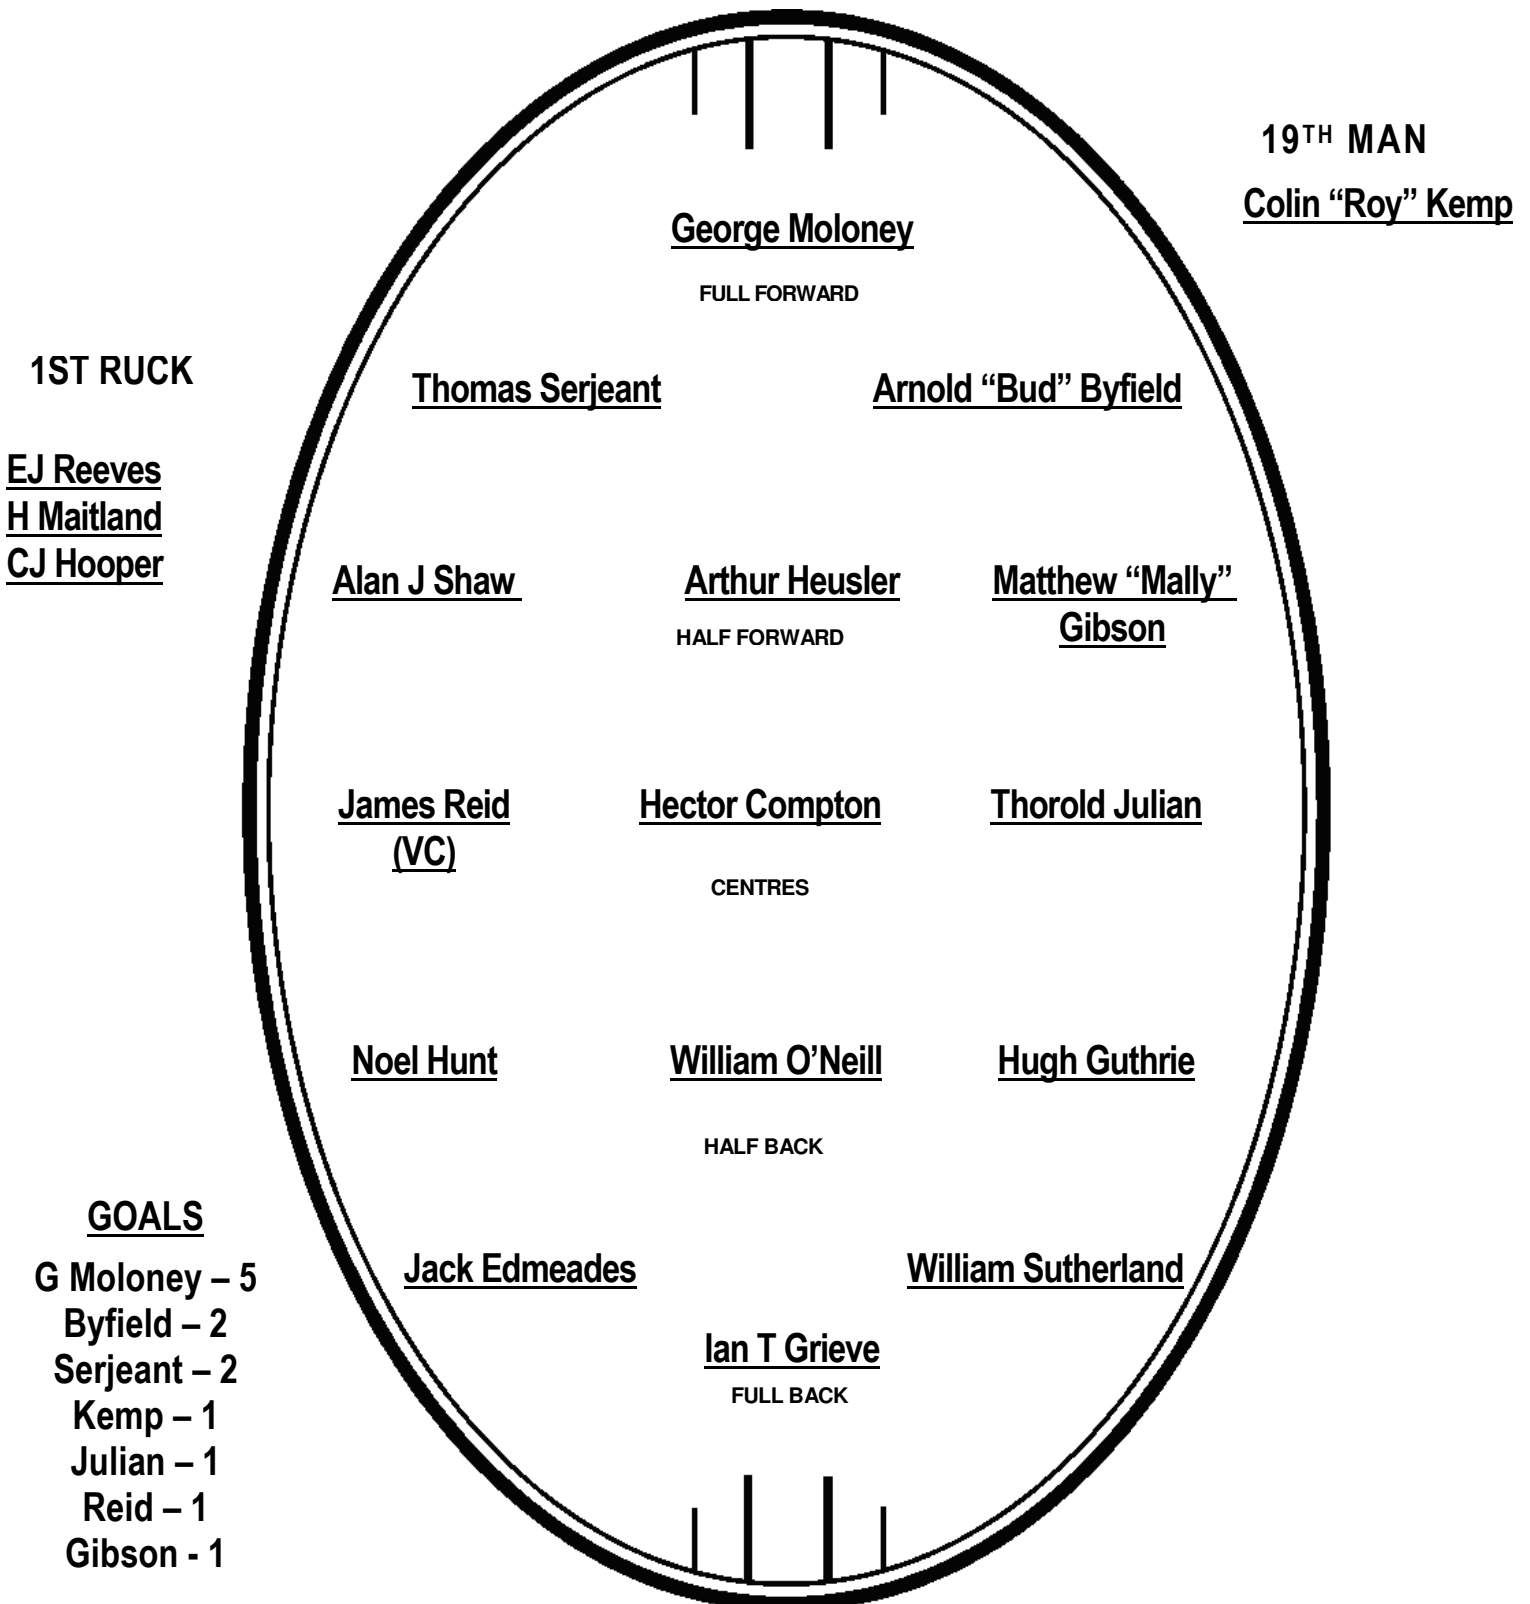 19TH MAN
Colin “Roy” Kemp
George Moloney
FULL FORWARD
1ST RUCK
Thomas Serjeant
Arnold “Bud” Byfield
EJ Reeves
H Maitland
CJ Hooper
Alan J Shaw
Arthur Heusler
Matthew “Mally”
Gibson
HALF FORWARD
James Reid
(VC)
Hector Compton
Thorold Julian
CENTRES
Noel Hunt
William O’Neill
Hugh Guthrie
HALF BACK
Jack Edmeades
William Sutherland
Ian T Grieve
FULL BACK
GOALS
G Moloney – 5
Byfield – 2
Serjeant – 2
Kemp – 1
Julian – 1
Reid – 1
Gibson - 1